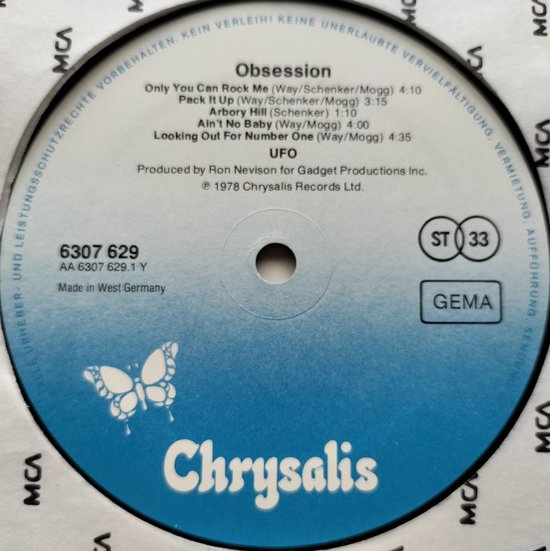 ALLE URHEBER- UND LEISTUNGSSCHUTZRECHTE VORBEHALTEN. KEIN VERLEIH! KEINE UNERLAUBTE VERVIELFÄLTIGUNG, VERMIETUNG, AUFFÜHRUNG, SENDUNG
Obsession
Only You Can Rock Me (Way/Schenker/Mogg) 4:10
Pack It Up (Way/Schenker/Mogg) 3:15
Arbory Hill (Schenker) 1:10
Ain't No Baby (Way/Mogg) 4:00
Looking Out For Number One (Way/Mogg) 4:35
UFO
Produced by Ron Nevison for Gadget Productions Inc.
℗ 1978 Chrysalis Records Ltd.
6307 629
AA 6307 629.1 Y
Made in West Germany
ST 33
GEMA
Chrysalis
MCA
MCA
MCA
MCA
MCA
MCA
MCA